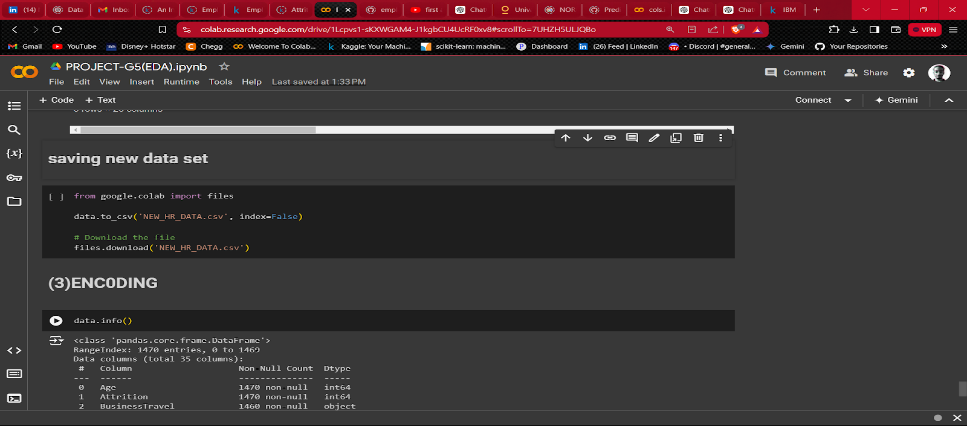 (14)
Data
Inbo
An In
Emp
Emp
Attri
emp
first
Chat
Univ
NOR
Pred
cols.
Chat
Chat
IBM
colab.research.google.com/drive/
VPN
Gmail
YouTube
Disney+ Hotstar
Chegg
Welcome To Colab...
Kaggle: Your Machi...
scikit-learn: machin...
Dashboard
(26) Feed | LinkedIn
• Discord | #general...
Gemini
Your Repositories
PROJECT-G5(EDA).ipynb
File Edit View Insert Runtime Tools Help Last saved at 1:33 PM
Comment
Share
+ Code + Text
Connect
Gemini
saving new data set
[ ] from google.colab import files
data.to_csv('NEW_HR_DATA.csv', index=False)
# Download the file
files.download('NEW_HR_DATA.csv')
(3)ENC0DING
data.info()
<class 'pandas.core.frame.DataFrame'>
RangeIndex: 1470 entries, 0 to 1469
Data columns (total 35 columns):
# Column Non-Null Count Dtype
--- ------ -------------- -----
0 Age 1470 non-null int64
1 Attrition 1470 non-null int64
2 BusinessTravel 1460 non-null object